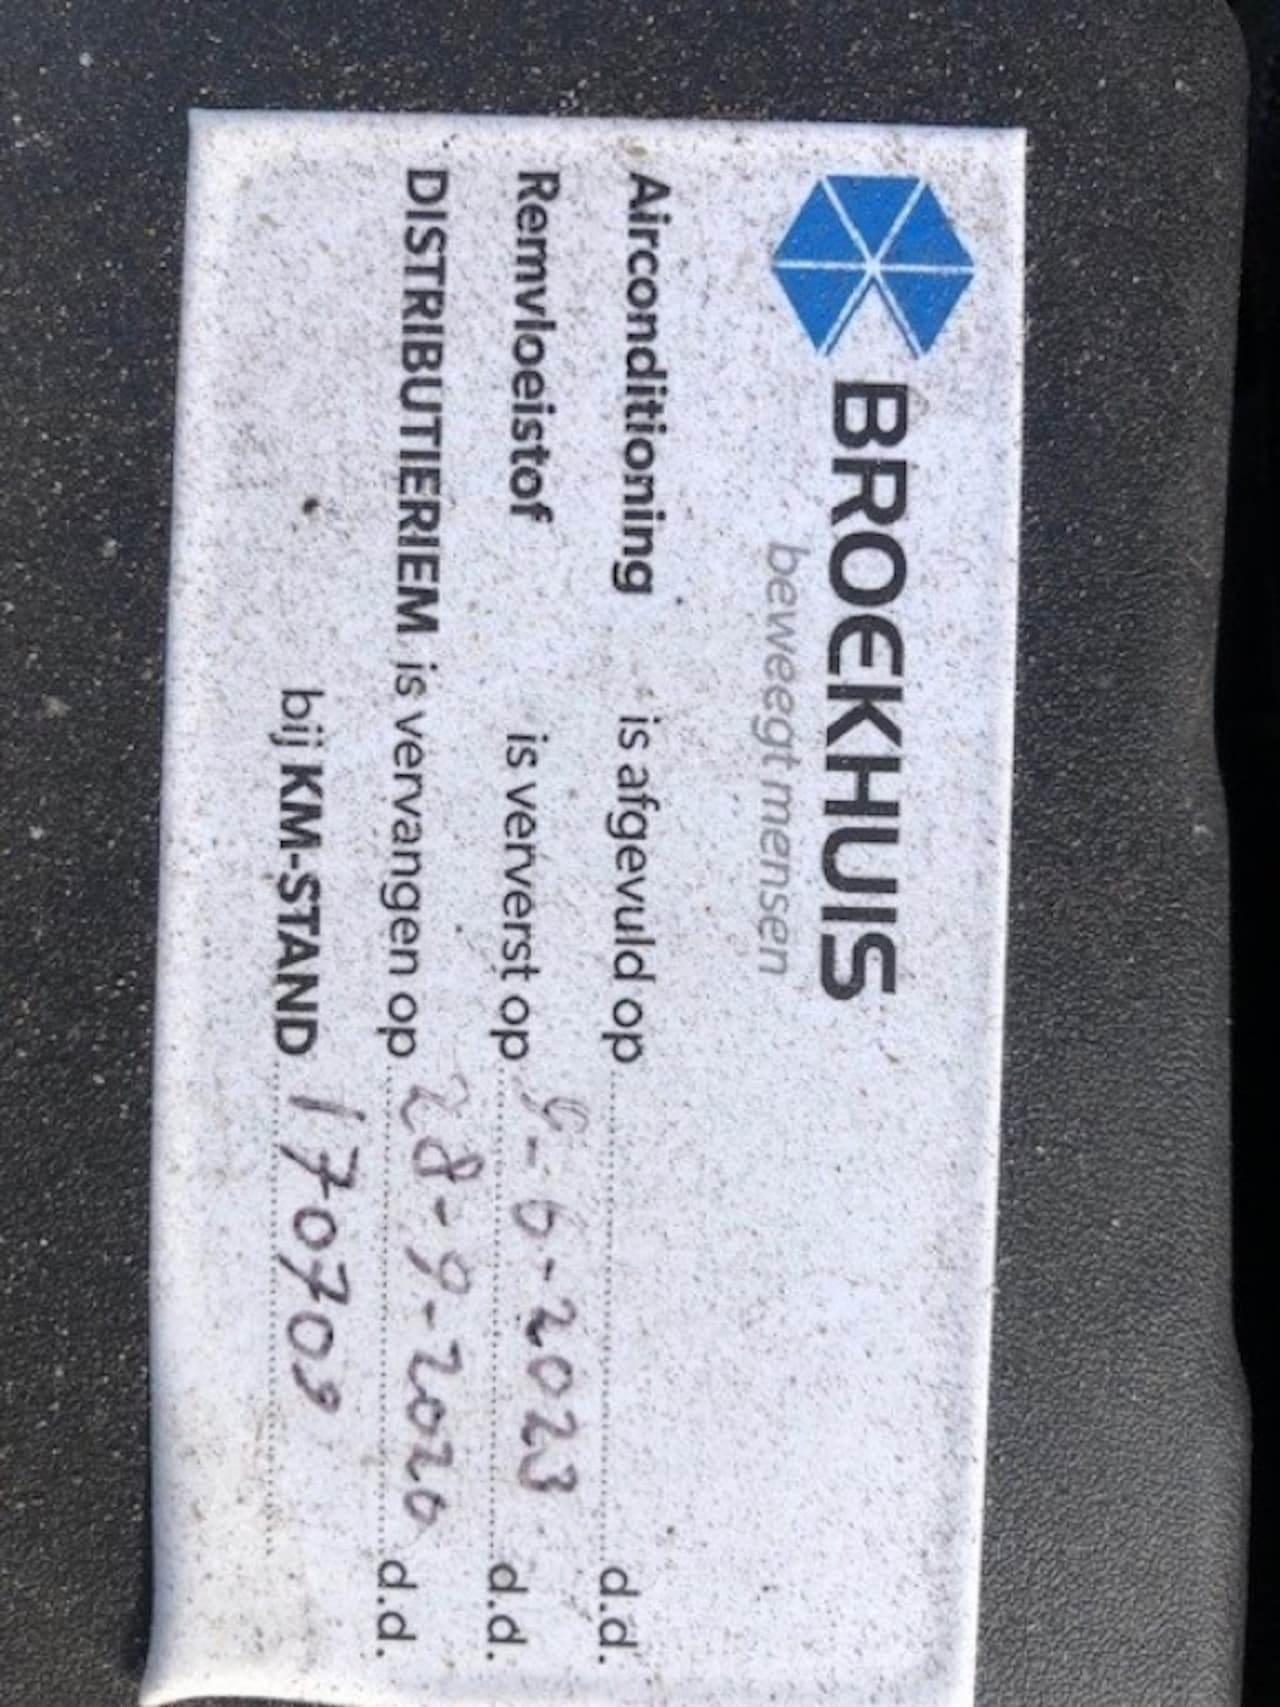 BROEKHUIS
beweegt mensen
Airconditioning is afgevuld op d.d.
Remvloeistof is ververst op 9-6-2023 d.d.
DISTRIBUTIERIEM is vervangen op 28-9-2020 d.d.
bij KM-STAND 170709